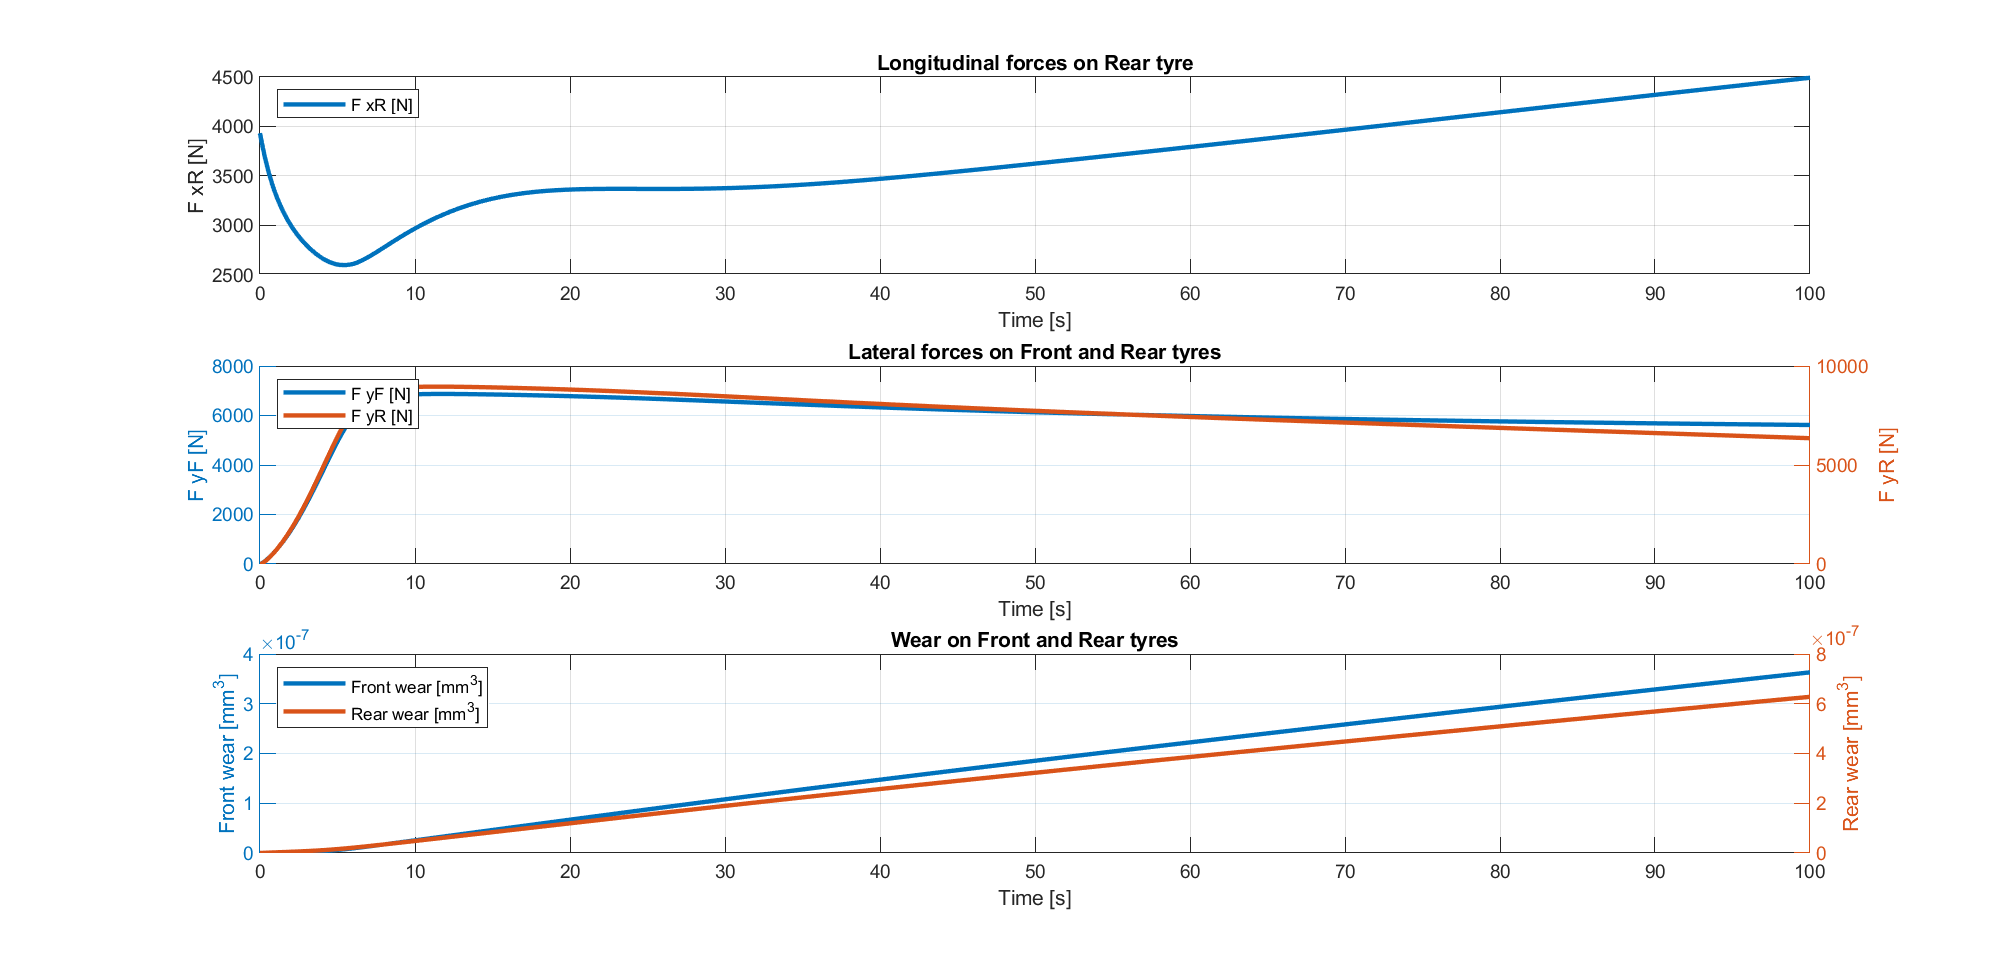 Longitudinal forces on Rear tyre
F xR [N]
4500
4000
3500
3000
2500
F xR [N]
0 10 20 30 40 50 60 70 80 90 100
Time [s]
Lateral forces on Front and Rear tyres
F yF [N]
F yR [N]
8000
6000
4000
2000
0
F yF [N]
10000
5000
0
F yR [N]
0 10 20 30 40 50 60 70 80 90 100
Time [s]
Wear on Front and Rear tyres
×10⁻⁷
×10⁻⁷
Front wear [mm³]
Rear wear [mm³]
4
3
2
1
0
Front wear [mm³]
8
6
4
2
0
Rear wear [mm³]
0 10 20 30 40 50 60 70 80 90 100
Time [s]